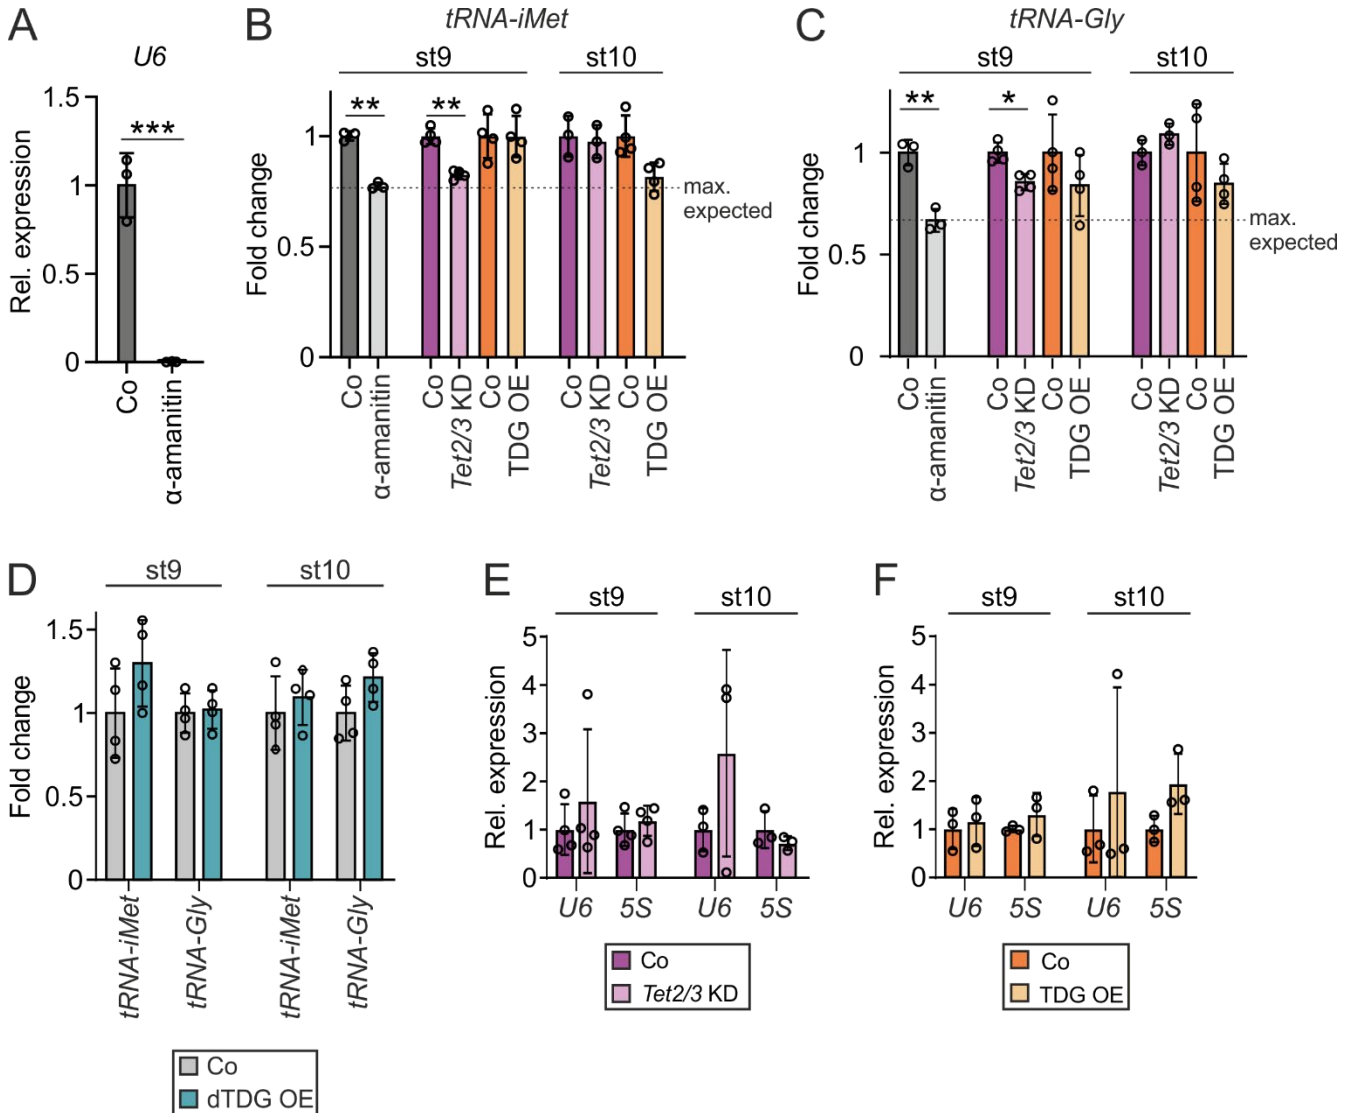 A
U6
Rel. expression
1.5
1
0.5
0
***
Co
α-amanitin
B
tRNA-iMet
st9
st10
Fold change
1
0.5
0
**
**
max.
expected
Co
α-amanitin
Co
Tet2/3 KD
Co
TDG OE
Co
Tet2/3 KD
Co
TDG OE
C
tRNA-Gly
st9
st10
Fold change
1
0.5
0
**
*
max.
expected
Co
α-amanitin
Co
Tet2/3 KD
Co
TDG OE
Co
Tet2/3 KD
Co
TDG OE
D
st9
st10
Fold change
1.5
1
0.5
0
tRNA-iMet
tRNA-Gly
tRNA-iMet
tRNA-Gly
Co
dTDG OE
E
st9
st10
Rel. expression
5
4
3
2
1
0
U6
5S
U6
5S
Co
Tet2/3 KD
F
st9
st10
Rel. expression
5
4
3
2
1
0
U6
5S
U6
5S
Co
TDG OE